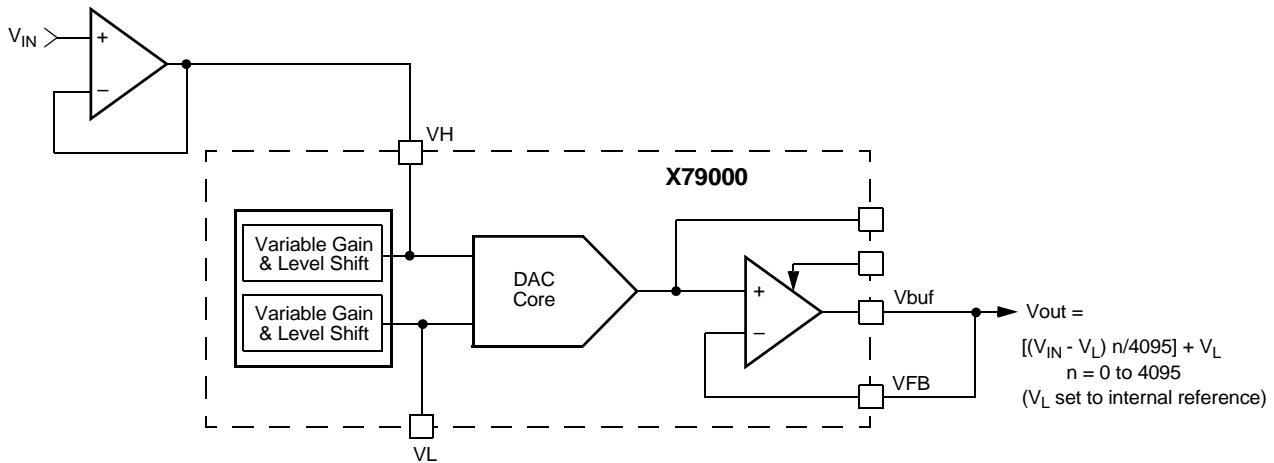 V_IN
+
–
VH
X79000
Variable Gain
& Level Shift
Variable Gain
& Level Shift
DAC
Core
+
–
Vbuf
VFB
VL
Vout =
[(V_IN - V_L) n/4095] + V_L
n = 0 to 4095
(V_L set to internal reference)